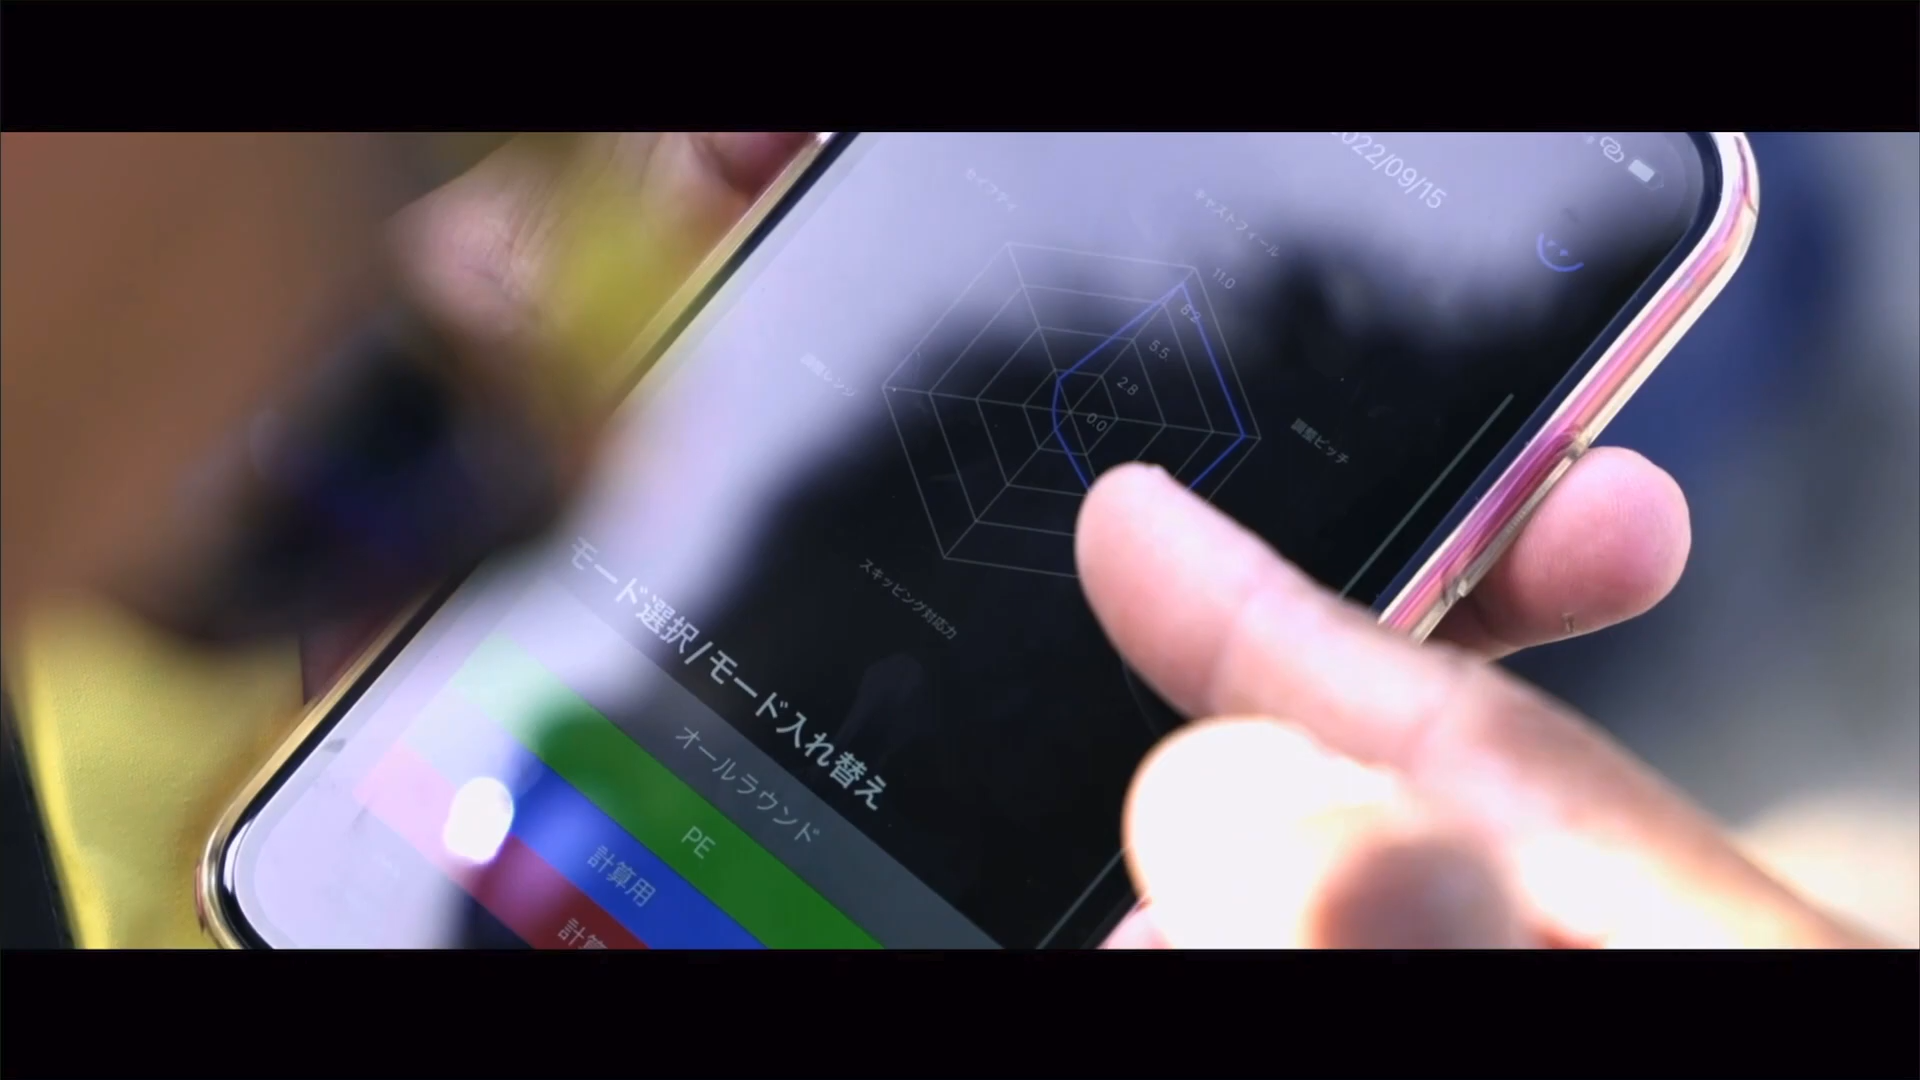 2022/09/15
セイフティ
キャストフィール
11.0
8.2
5.5
2.8
0.0
調整レンジ
調整ピッチ
スキッピング対応力
モード選択/モード入れ替え
オールラウンド
PE
計算用
計算